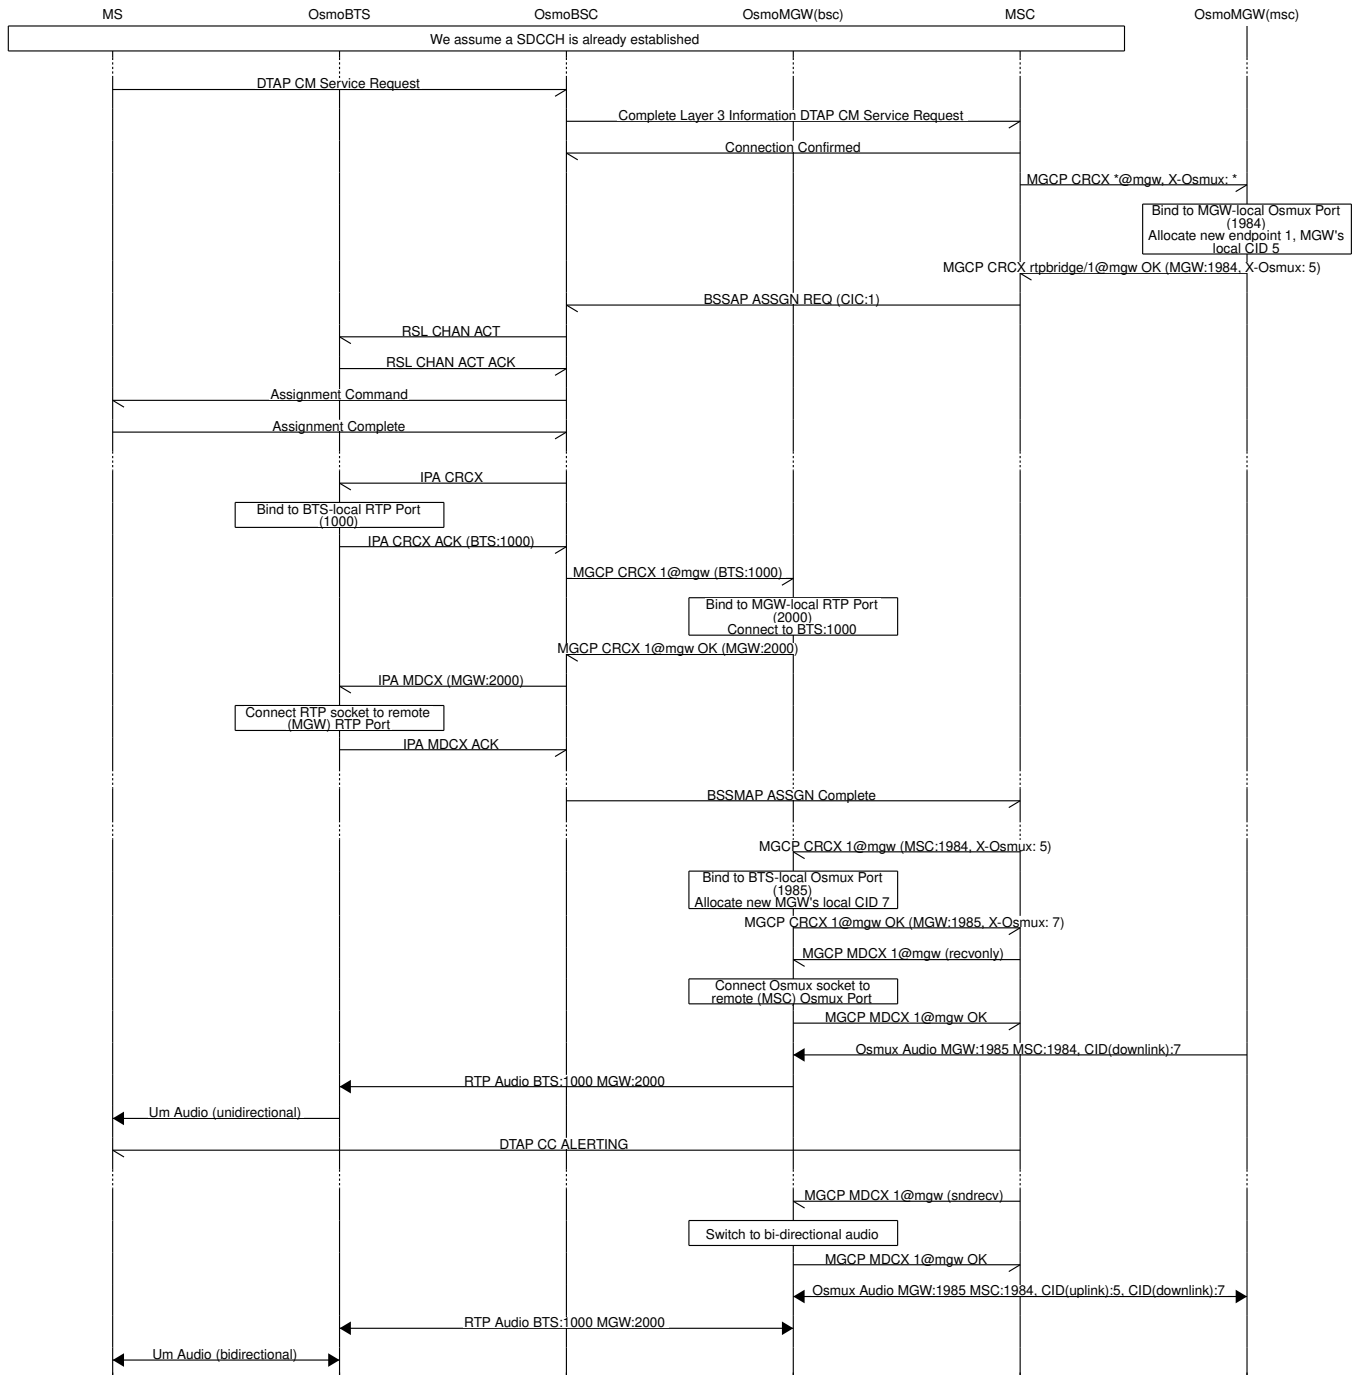 MS OsmoBTS OsmoBSC OsmoMGW(bsc) MSC OsmoMGW(msc)
We assume a SDCCH is already established
DTAP CM Service Request
Complete Layer 3 Information DTAP CM Service Request
Connection Confirmed
MGCP CRCX *@mgw, X-Osmux: *
Bind to MGW-local Osmux Port
(1984)
Allocate new endpoint 1, MGW's
local CID 5
MGCP CRCX rtpbridge/1@mgw OK (MGW:1984, X-Osmux: 5)
BSSAP ASSGN REQ (CIC:1)
RSL CHAN ACT
RSL CHAN ACT ACK
Assignment Command
Assignment Complete
IPA CRCX
Bind to BTS-local RTP Port
(1000)
IPA CRCX ACK (BTS:1000)
MGCP CRCX 1@mgw (BTS:1000)
Bind to MGW-local RTP Port
(2000)
Connect to BTS:1000
MGCP CRCX 1@mgw OK (MGW:2000)
IPA MDCX (MGW:2000)
Connect RTP socket to remote
(MGW) RTP Port
IPA MDCX ACK
BSSMAP ASSGN Complete
MGCP CRCX 1@mgw (MSC:1984, X-Osmux: 5)
Bind to BTS-local Osmux Port
(1985)
Allocate new MGW's local CID 7
MGCP CRCX 1@mgw OK (MGW:1985, X-Osmux: 7)
MGCP MDCX 1@mgw (recvonly)
Connect Osmux socket to
remote (MSC) Osmux Port
MGCP MDCX 1@mgw OK
Osmux Audio MGW:1985 MSC:1984, CID(downlink):7
RTP Audio BTS:1000 MGW:2000
Um Audio (unidirectional)
DTAP CC ALERTING
MGCP MDCX 1@mgw (sndrecv)
Switch to bi-directional audio
MGCP MDCX 1@mgw OK
Osmux Audio MGW:1985 MSC:1984, CID(uplink):5, CID(downlink):7
RTP Audio BTS:1000 MGW:2000
Um Audio (bidirectional)